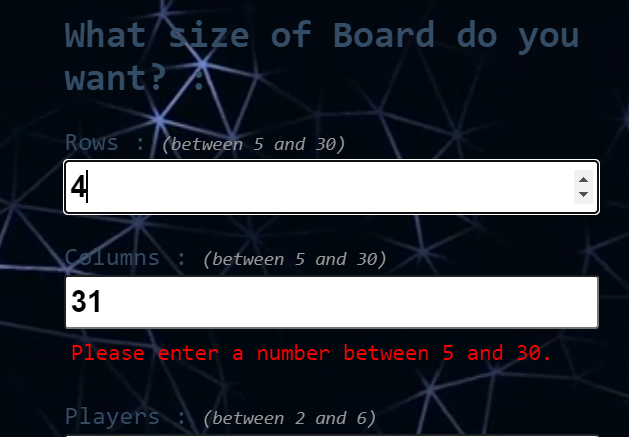 What size of Board do you
want? :
Rows : (between 5 and 30)
4
Columns : (between 5 and 30)
31
Please enter a number between 5 and 30.
Players : (between 2 and 6)